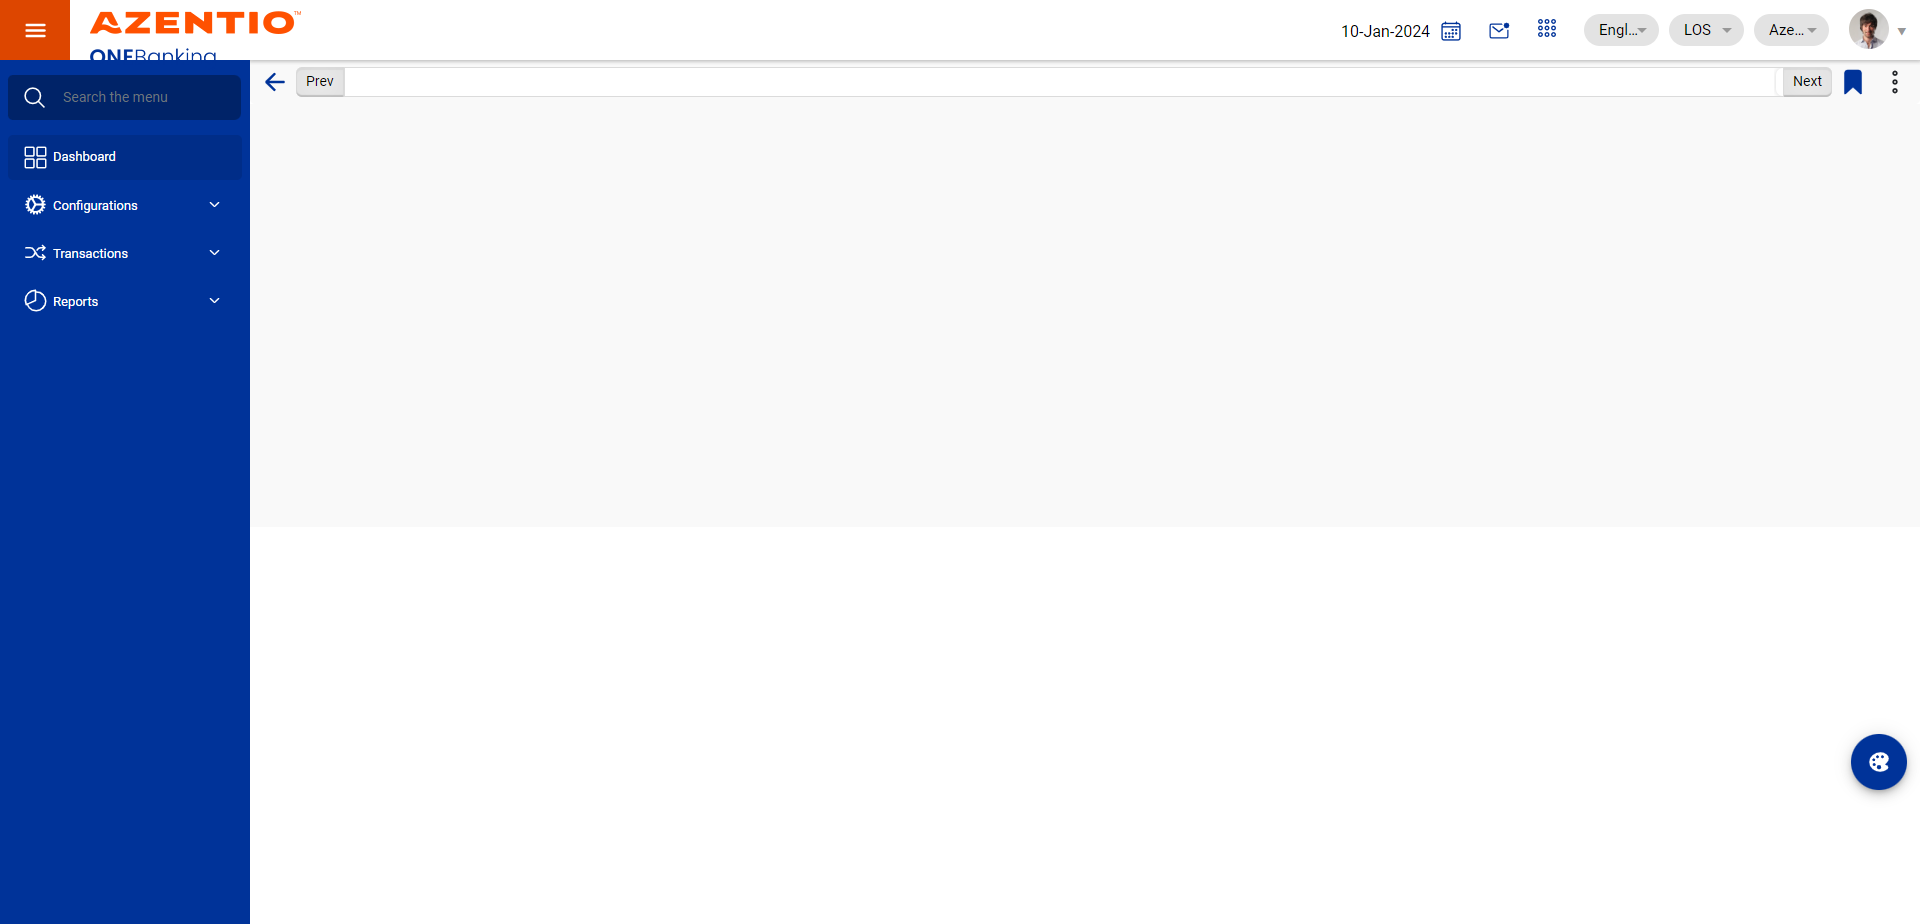 AZENTIO™
ONEBanking
10-Jan-2024
Engl...
LOS
Aze...
Search the menu
Prev
Next
Dashboard
Configurations
Transactions
Reports